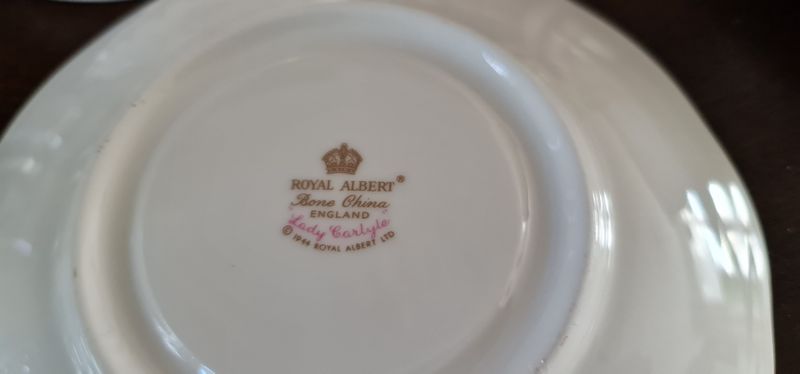 ROYAL ALBERT®
Bone China
ENGLAND
"Lady Carlyle"
© 1944 ROYAL ALBERT LTD